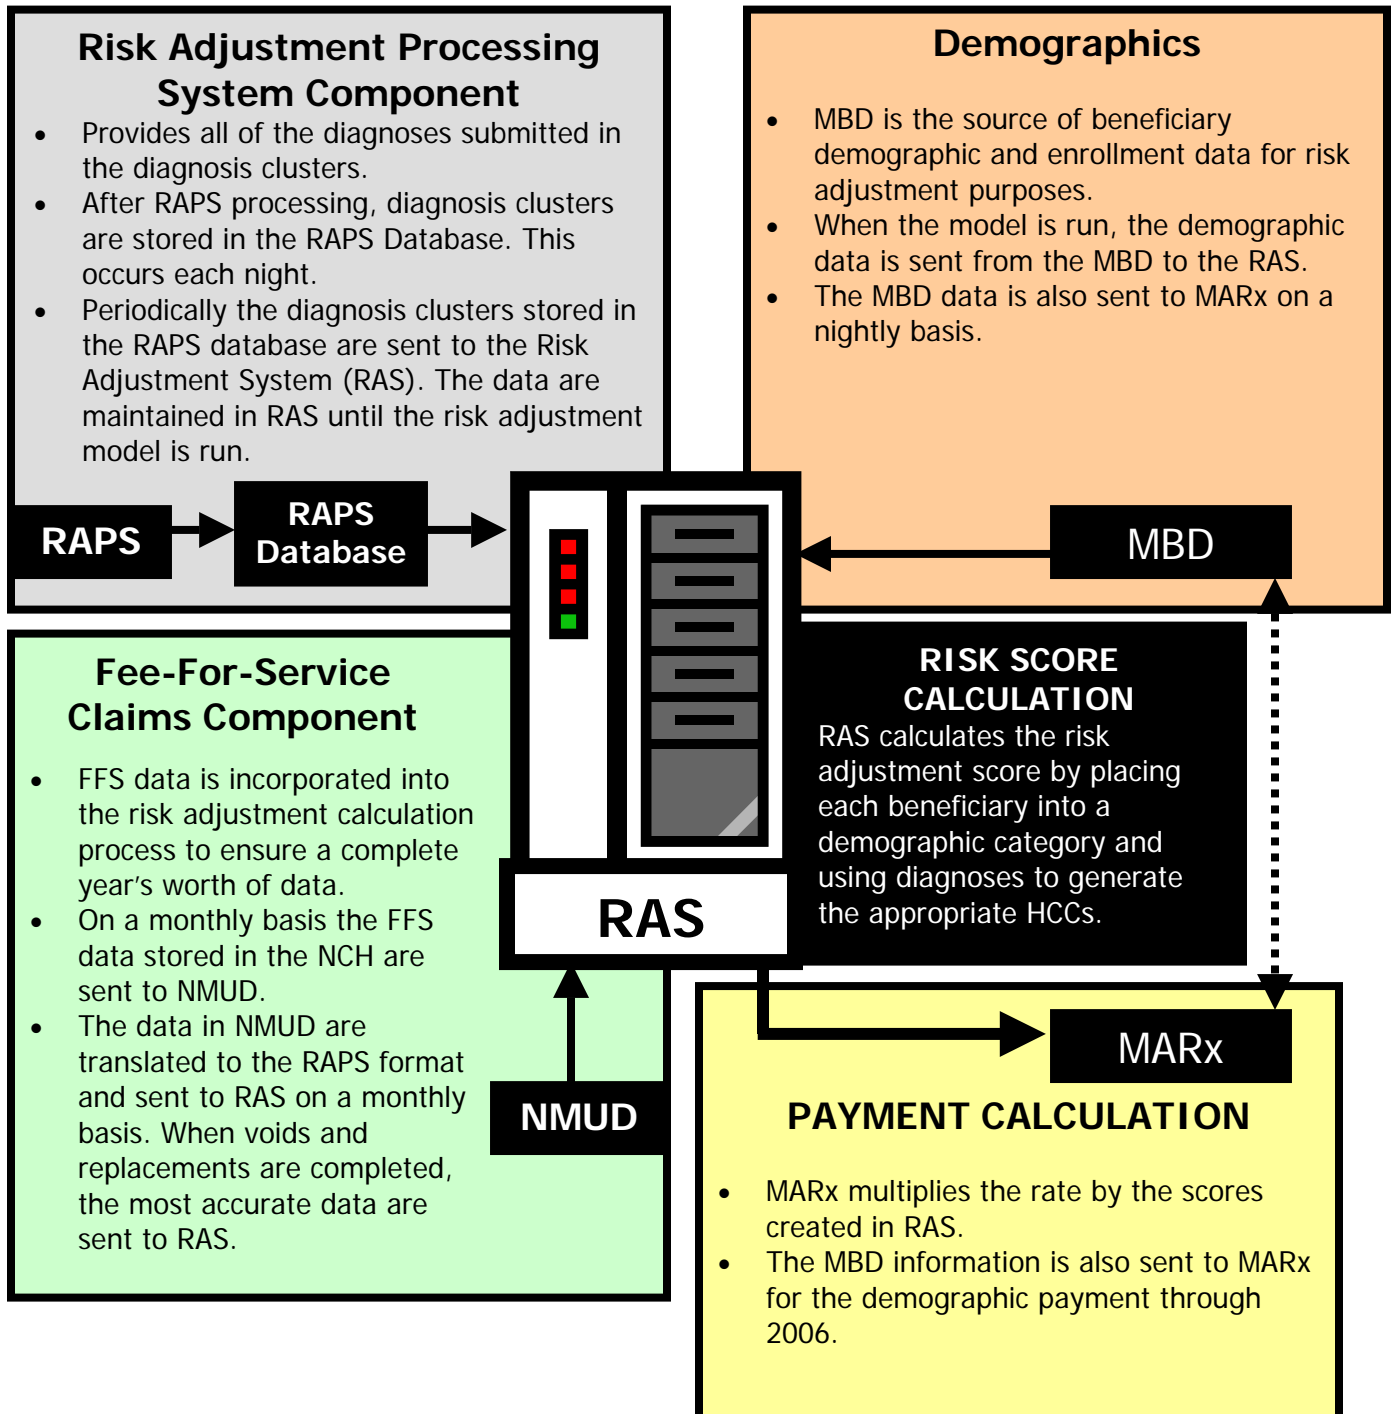 Risk Adjustment Processing
System Component
• Provides all of the diagnoses submitted in
the diagnosis clusters.
• After RAPS processing, diagnosis clusters
are stored in the RAPS Database. This
occurs each night.
• Periodically the diagnosis clusters stored in
the RAPS database are sent to the Risk
Adjustment System (RAS). The data are
maintained in RAS until the risk adjustment
model is run.
RAPS
RAPS
Database
Demographics
• MBD is the source of beneficiary
demographic and enrollment data for risk
adjustment purposes.
• When the model is run, the demographic
data is sent from the MBD to the RAS.
• The MBD data is also sent to MARx on a
nightly basis.
MBD
Fee-For-Service
Claims Component
• FFS data is incorporated into
the risk adjustment calculation
process to ensure a complete
year's worth of data.
• On a monthly basis the FFS
data stored in the NCH are
sent to NMUD.
• The data in NMUD are
translated to the RAPS format
and sent to RAS on a monthly
basis. When voids and
replacements are completed,
the most accurate data are
sent to RAS.
NMUD
RAS
RISK SCORE
CALCULATION
RAS calculates the risk
adjustment score by placing
each beneficiary into a
demographic category and
using diagnoses to generate
the appropriate HCCs.
MARx
PAYMENT CALCULATION
• MARx multiplies the rate by the scores
created in RAS.
• The MBD information is also sent to MARx
for the demographic payment through
2006.